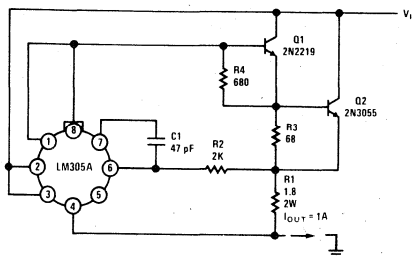 V
Q1
2N2219
R4
680
Q2
2N3055
8
1
7
C1
47 pF
R3
68
2
LM305A
6
R2
2K
3
5
4
R1
1.8
2W
IOUT = 1A